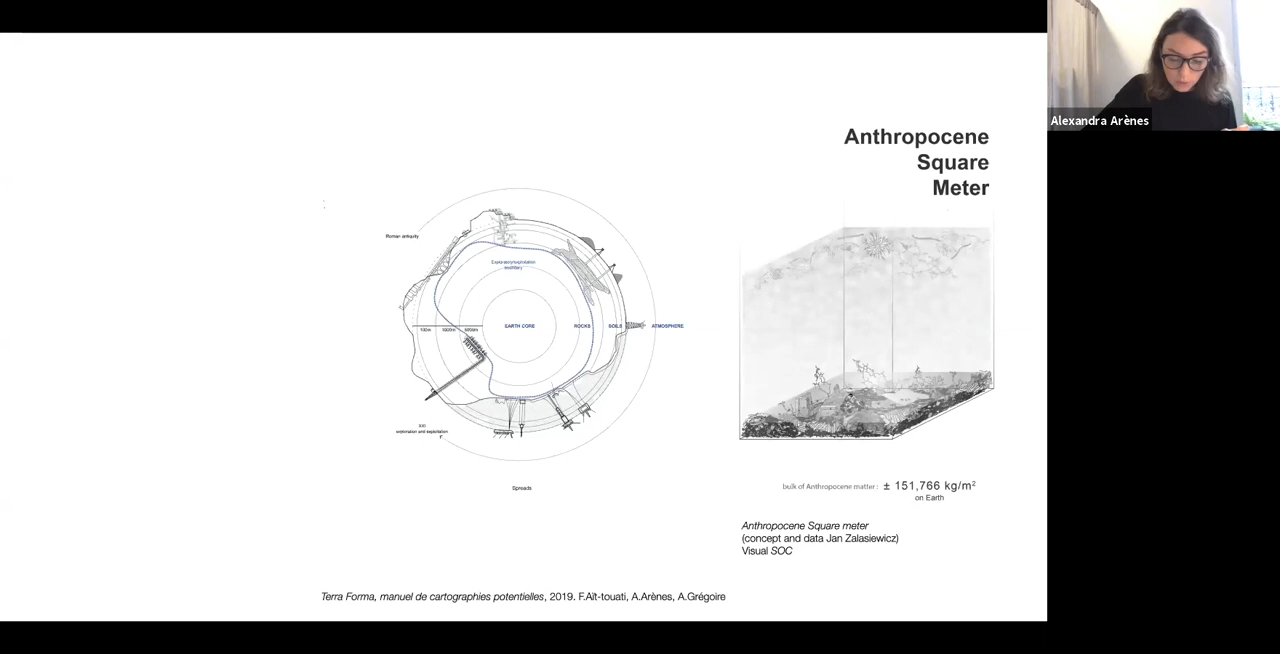 Alexandra Arènes
Anthropocene
Square
Meter
Roman antiquity
EARTH CORE
ROCKS
SOILS
ATMOSPHERE
XXI
Spreads
bulk of Anthropocene matter : ± 151,766 kg/m²
on Earth
Anthropocene Square meter
(concept and data Jan Zalasiewicz)
Visual SOC
Terra Forma, manuel de cartographies potentielles, 2019. F.Aït-touati, A.Arènes, A.Grégoire